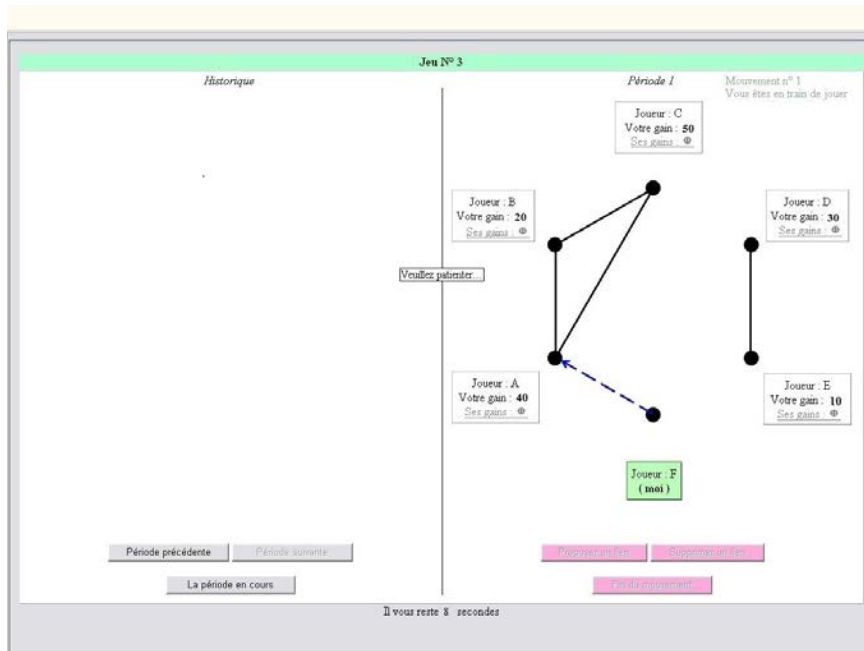 Jeu Nº 3
Historique
Période 1
Mouvement nº 1
Vous êtes en train de jouer
Joueur : C
Votre gain : 50
Ses gains :
Joueur : B
Votre gain : 20
Ses gains :
Joueur : D
Votre gain : 30
Ses gains :
Veuillez patienter...
Joueur : A
Votre gain : 40
Ses gains :
Joueur : E
Votre gain : 10
Ses gains :
Joueur : F
( moi )
Période précédente
Période suivante
Proposer un lien
Supprimer un lien
La période en cours
Fin du mouvement
Il vous reste 8 secondes